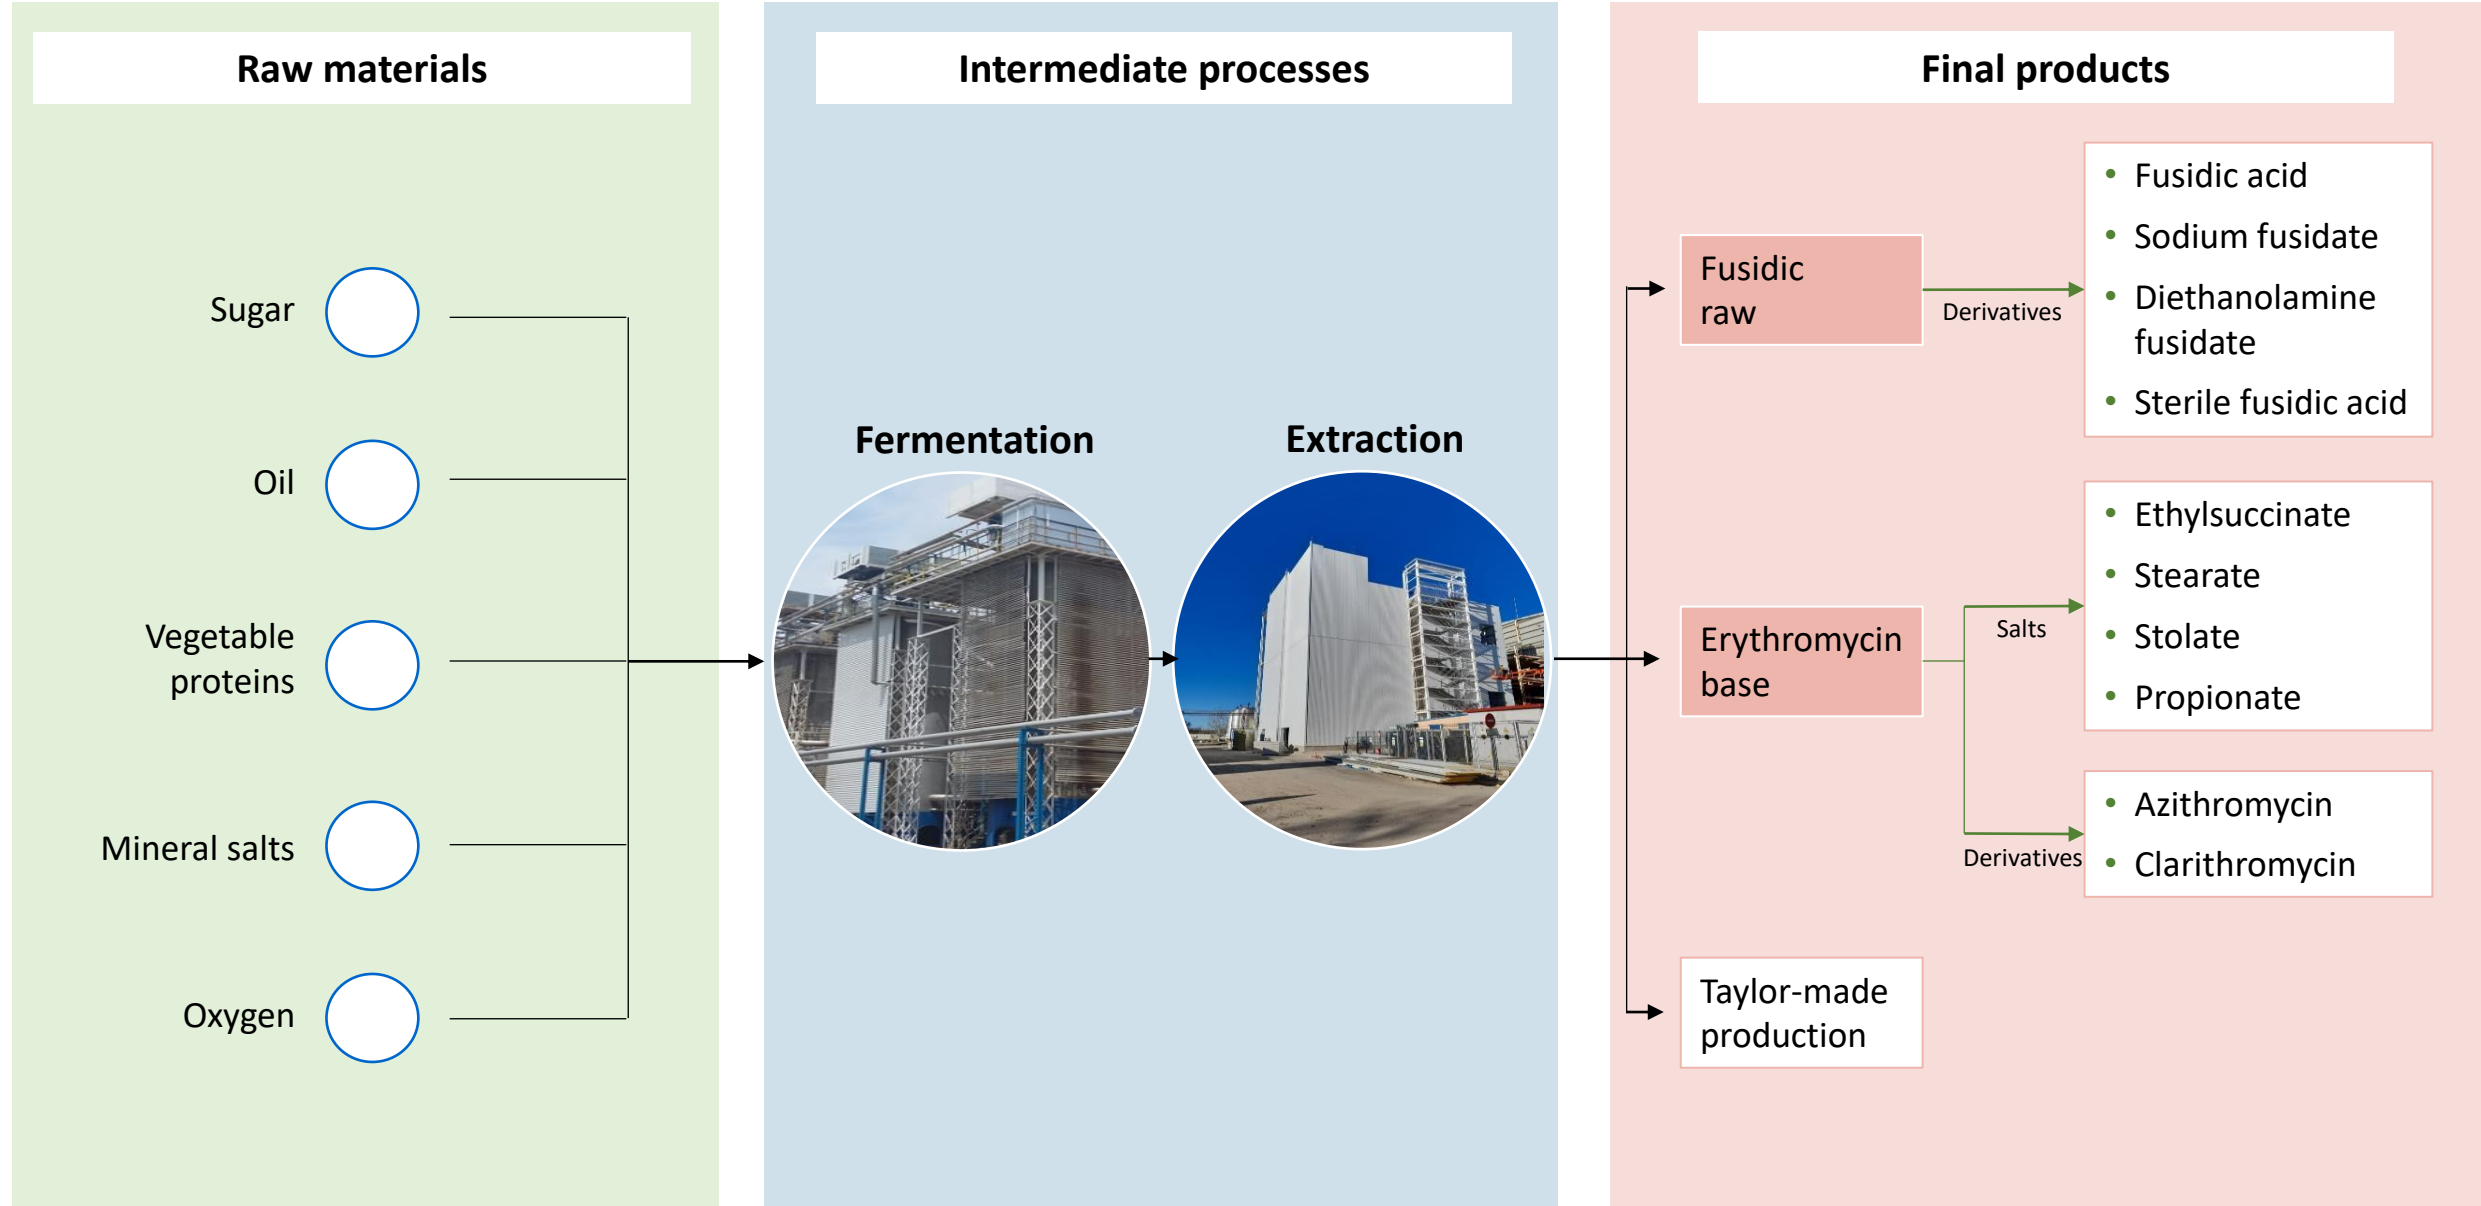 Raw materials
Sugar
Oil
Vegetable
proteins
Mineral salts
Oxygen
Intermediate processes
Fermentation
Extraction
Final products
Fusidic
raw
Derivatives
• Fusidic acid
• Sodium fusidate
• Diethanolamine
fusidate
• Sterile fusidic acid
Erythromycin
base
Salts
• Ethylsuccinate
• Stearate
• Stolate
• Propionate
Derivatives
• Azithromycin
• Clarithromycin
Taylor-made
production